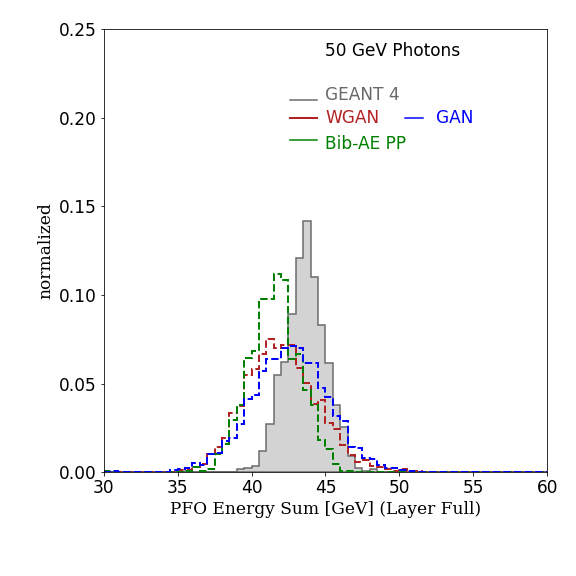 0.25
50 GeV Photons
GEANT 4
0.20
WGAN
GAN
Bib-AE PP
0.15
normalized
0.10
0.05
0.00
30 35 40 45 50 55 60
PFO Energy Sum [GeV] (Layer Full)